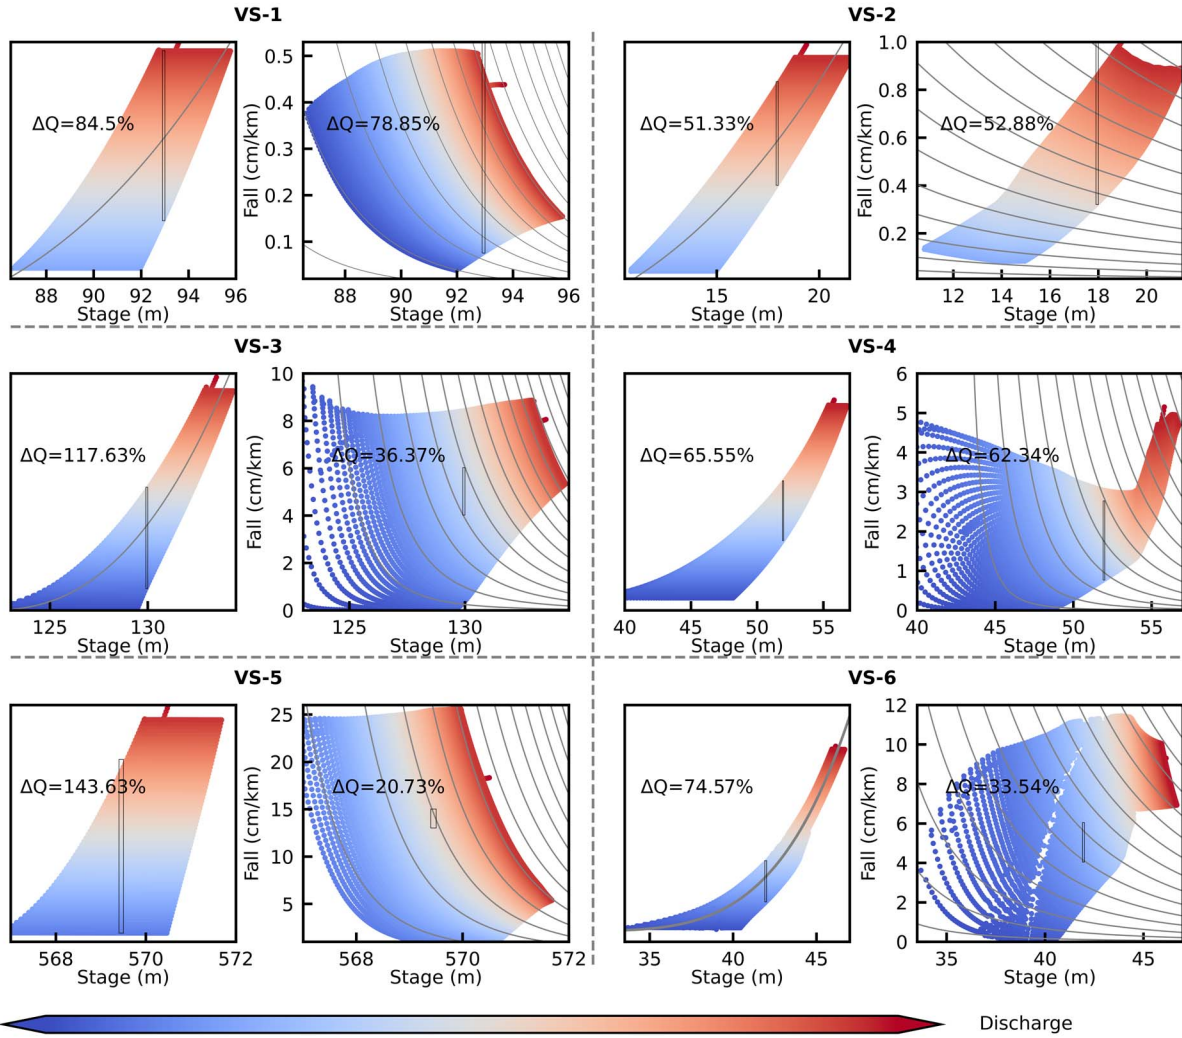 VS-1
VS-2
ΔQ=84.5%
88 90 92 94 96
Stage (m)
Fall (cm/km)
0.5
0.4
0.3
0.2
0.1
ΔQ=78.85%
88 90 92 94 96
Stage (m)
ΔQ=51.33%
15 20
Stage (m)
Fall (cm/km)
1.0
0.8
0.6
0.4
0.2
ΔQ=52.88%
12 14 16 18 20
Stage (m)
VS-3
VS-4
ΔQ=117.63%
125 130
Stage (m)
Fall (cm/km)
10
8
6
4
2
0
ΔQ=36.37%
125 130
Stage (m)
ΔQ=65.55%
40 45 50 55
Stage (m)
Fall (cm/km)
6
5
4
3
2
1
0
ΔQ=62.34%
40 45 50 55
Stage (m)
VS-5
VS-6
ΔQ=143.63%
568 570 572
Stage (m)
Fall (cm/km)
25
20
15
10
5
ΔQ=20.73%
568 570 572
Stage (m)
ΔQ=74.57%
35 40 45
Stage (m)
Fall (cm/km)
12
10
8
6
4
2
0
ΔQ=33.54%
35 40 45
Stage (m)
Discharge